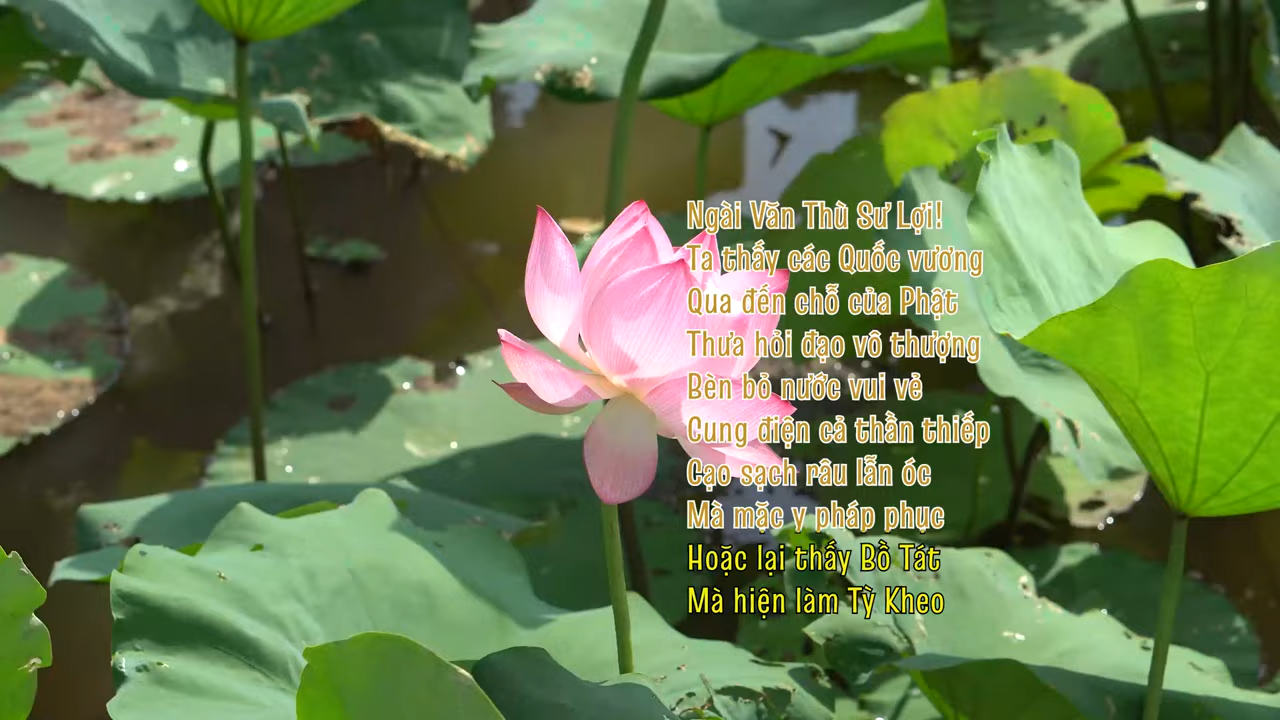 Ngài Văn Thù Sư Lợi!
Ta thấy các Quốc vương
Qua đến chỗ của Phật
Thưa hỏi đạo vô thượng
Bèn bỏ nước vui vẻ
Cung điện cả thần thiếp
Cạo sạch râu lẫn óc
Mà mặc y pháp phục
Hoặc lại thấy Bồ Tát
Mà hiện làm Tỳ Kheo